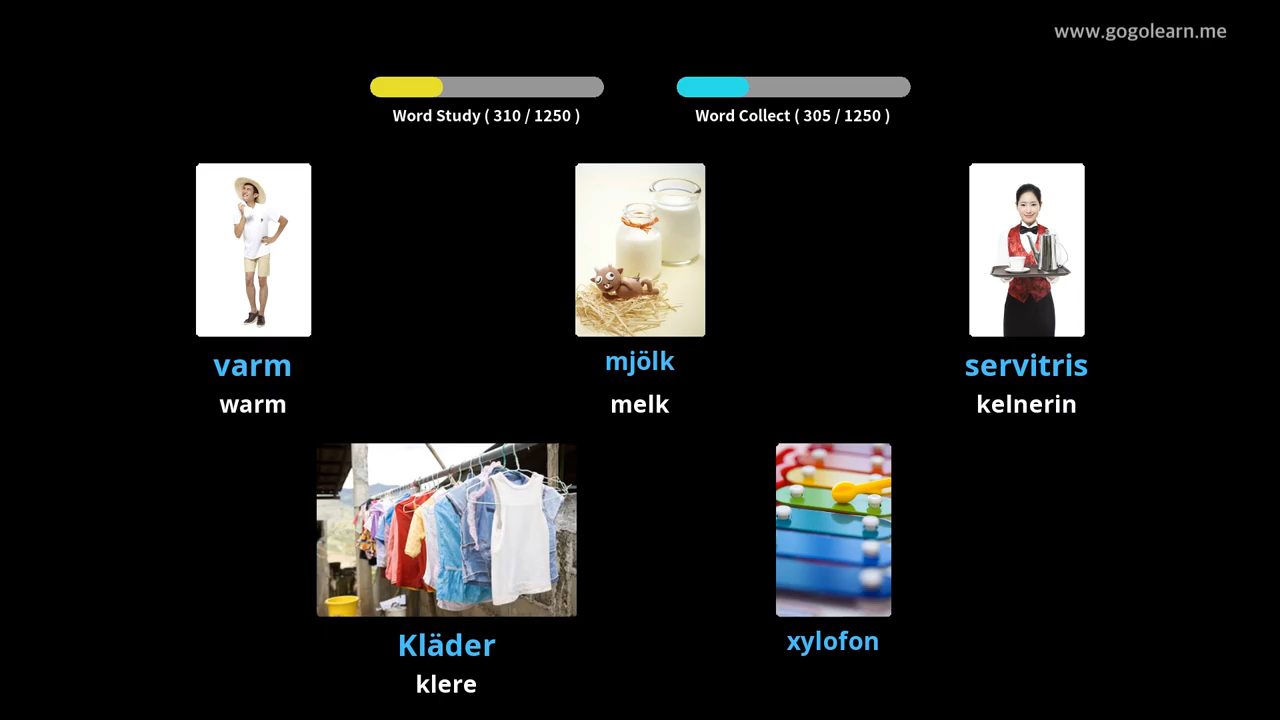 www.gogolearn.me
Word Study ( 310 / 1250 )
Word Collect ( 305 / 1250 )
varm
warm
mjölk
melk
servitris
kelnerin
Kläder
klere
xylofon